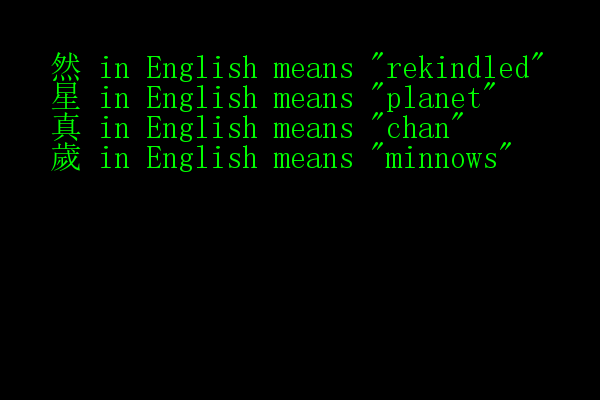 然 in English means "rekindled"
星 in English means "planet"
真 in English means "chan"
歲 in English means "minnows"